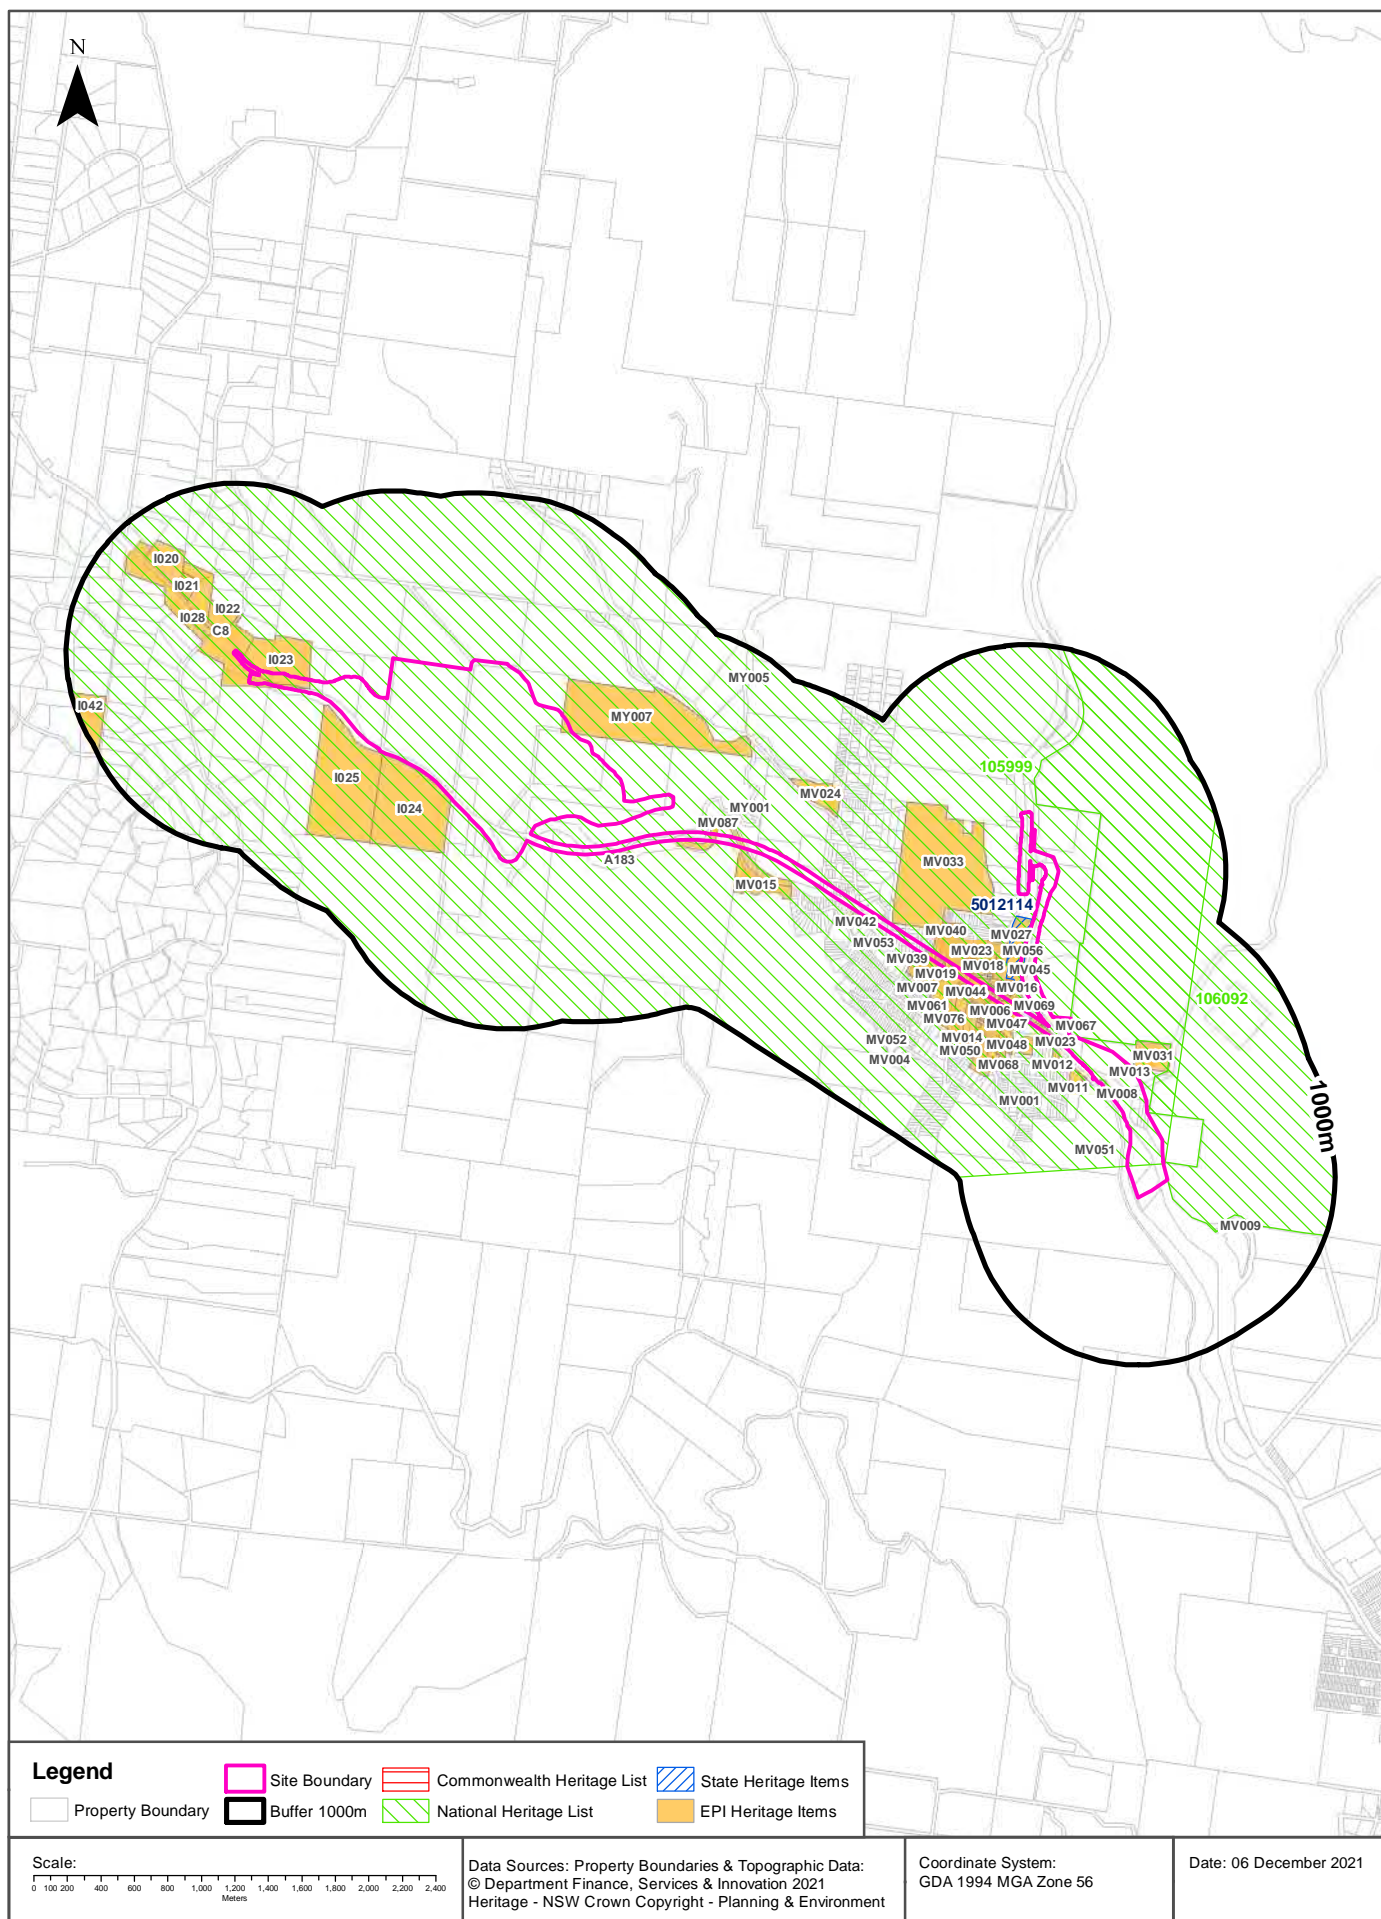 N
I020
I021
I022
I028
C8
I023
I042
MY005
MY007
I025
I024
105999
MV024
MY001
MV087
A183
MV015
MV033
5012114
MV042
MV040
MV027
MV053
MV023
MV056
MV039
MV018
MV045
MV019
MV007
MV044
MV016
MV061
MV006
MV069
106092
MV076
MV047
MV067
MV052
MV014
MV048
MV023
MV004
MV050
MV031
MV068
MV012
MV013
MV011
MV008
MV001
1000m
MV051
MV009
Legend
Site Boundary
Commonwealth Heritage List
State Heritage Items
Property Boundary
Buffer 1000m
National Heritage List
EPI Heritage Items
Scale:
0 100 200 400 600 800 1,000 1,200 1,400 1,600 1,800 2,000 2,200 2,400
Meters
Data Sources: Property Boundaries & Topographic Data:
© Department Finance, Services & Innovation 2021
Heritage - NSW Crown Copyright - Planning & Environment
Coordinate System:
GDA 1994 MGA Zone 56
Date: 06 December 2021